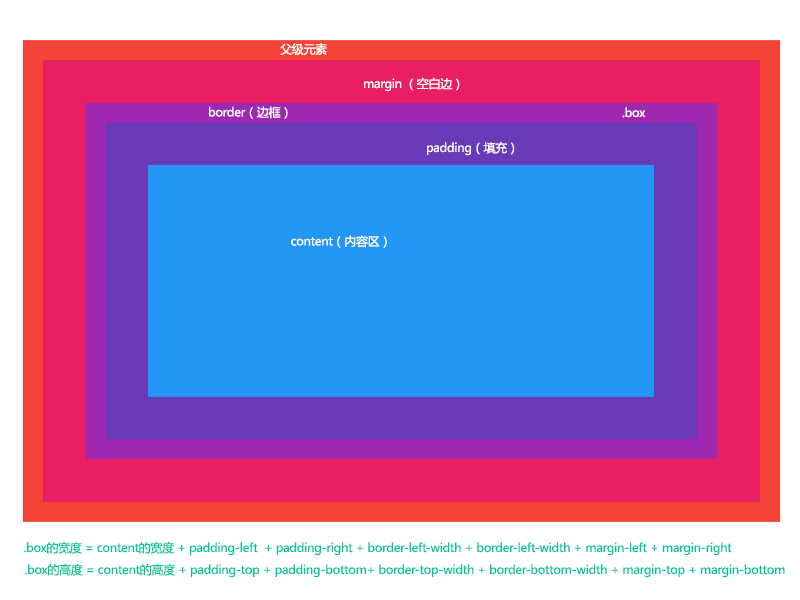 父级元素
margin（空白边）
border（边框） .box
padding（填充）
content（内容区）
.box的宽度 = content的宽度 + padding-left + padding-right + border-left-width + border-left-width + margin-left + margin-right
.box的高度 = content的高度 + padding-top + padding-bottom+ border-top-width + border-bottom-width + margin-top + margin-bottom